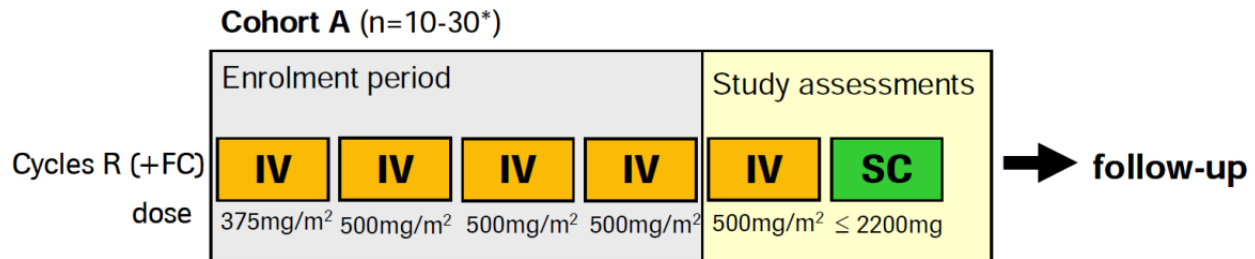 Cohort A (n=10-30*)
Enrolment period Study assessments
Cycles R (+FC) IV IV IV IV IV SC follow-up
dose 375mg/m² 500mg/m² 500mg/m² 500mg/m² 500mg/m² ≤ 2200mg